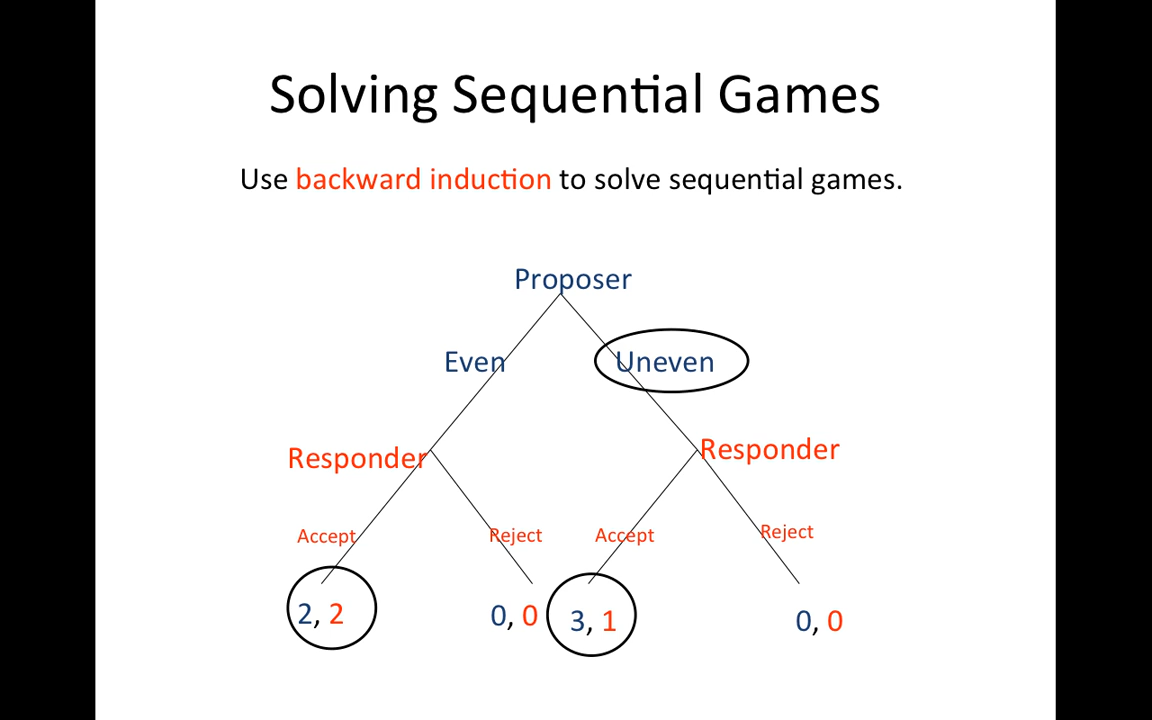 Solving Sequential Games
Use backward induction to solve sequential games.
Proposer
Even
Uneven
Responder
Responder
Accept
Reject
Accept
Reject
2, 2
0, 0
3, 1
0, 0